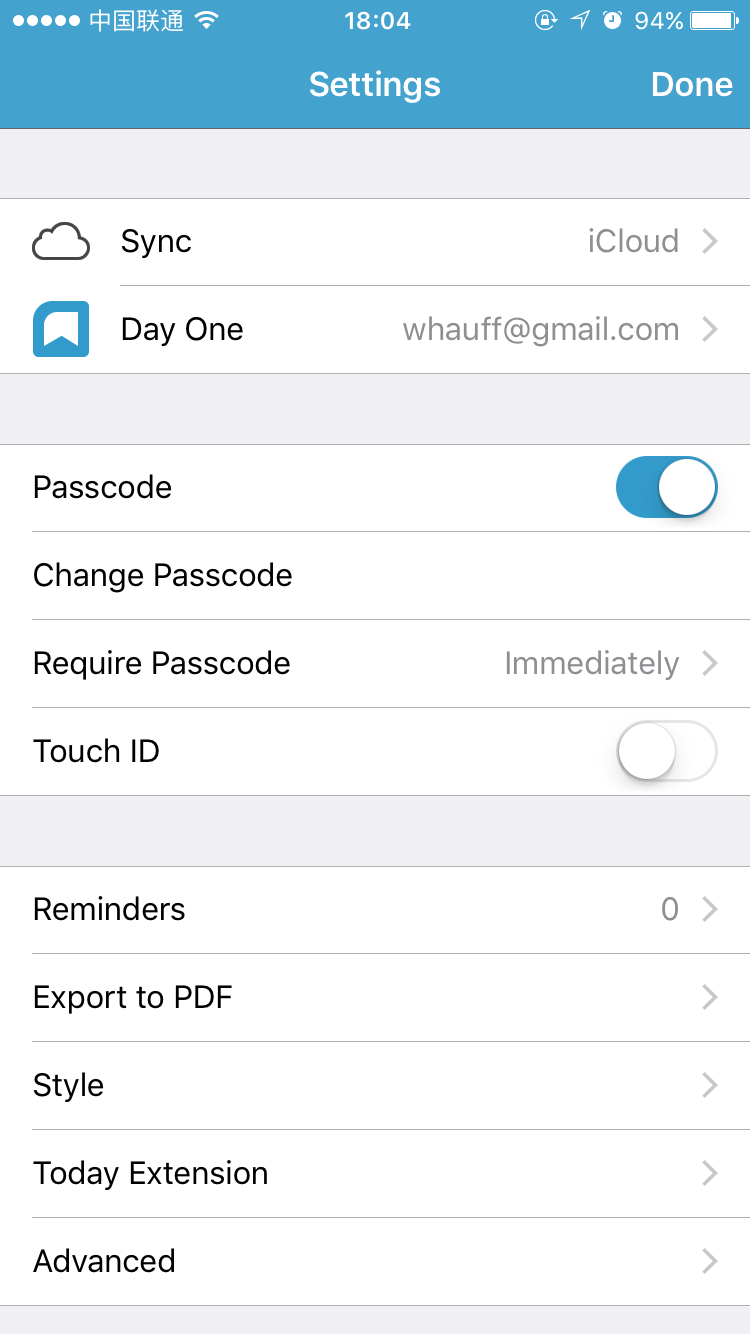 中国联通 18:04 94%
Settings Done
Sync iCloud
Day One whauff@gmail.com
Passcode
Change Passcode
Require Passcode Immediately
Touch ID
Reminders 0
Export to PDF
Style
Today Extension
Advanced